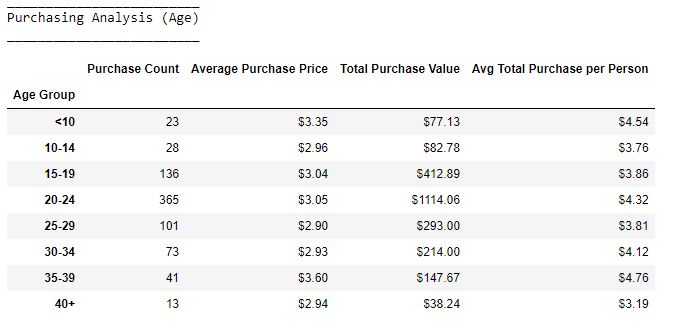 Purchasing Analysis (Age)
Purchase Count Average Purchase Price Total Purchase Value Avg Total Purchase per Person
Age Group
<10 23 $3.35 $77.13 $4.54
10-14 28 $2.96 $82.78 $3.76
15-19 136 $3.04 $412.89 $3.86
20-24 365 $3.05 $1114.06 $4.32
25-29 101 $2.90 $293.00 $3.81
30-34 73 $2.93 $214.00 $4.12
35-39 41 $3.60 $147.67 $4.76
40+ 13 $2.94 $38.24 $3.19